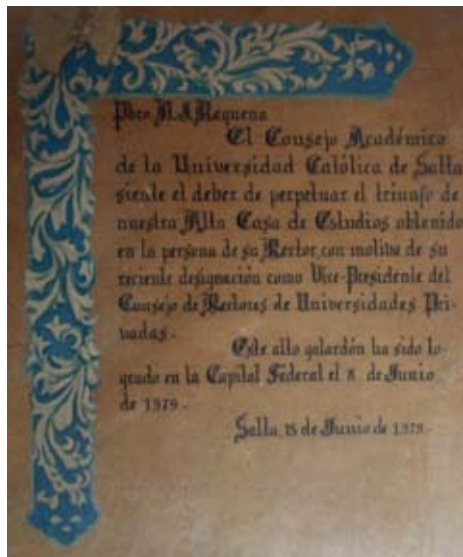 Pbro N. J. Requena
El Consejo Académico
de la Universidad Católica de Salta
siente el deber de perpetuar el triunfo de
nuestra Alta Casa de Estudios obtenido
en la persona de su Rector, con motivo de su
reciente designación como Vice-Presidente del
Consejo de Rectores de Universidades Pri-
vadas.
Este alto galardón ha sido lo-
grado en la Capital Federal el 8 de Junio
de 1979.
Salta, 15 de Junio de 1979.